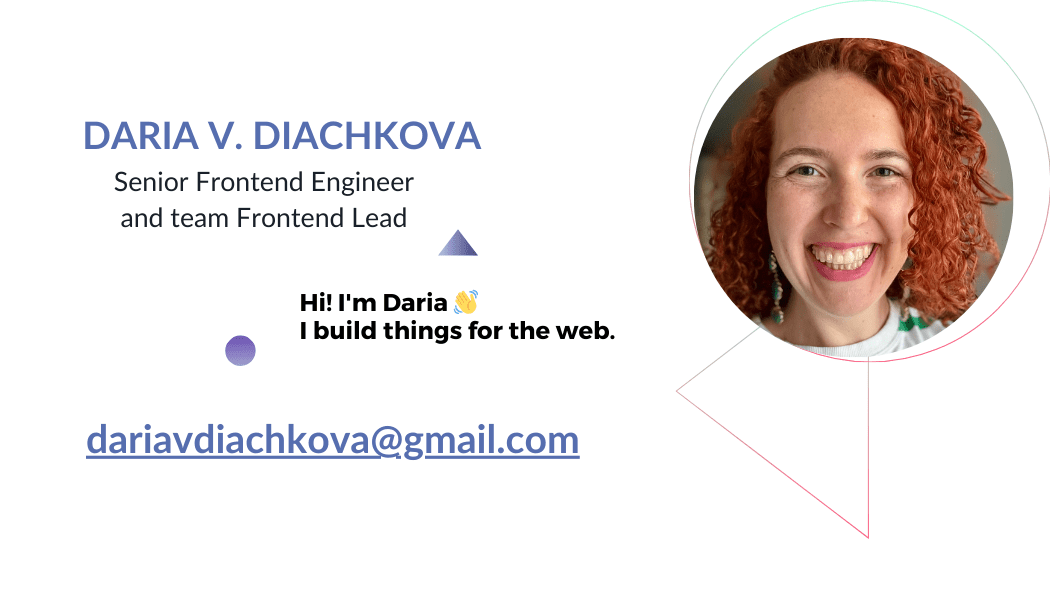 DARIA V. DIACHKOVA
Senior Frontend Engineer
and team Frontend Lead
Hi! I'm Daria 👋
I build things for the web.
dariavdiachkova@gmail.com